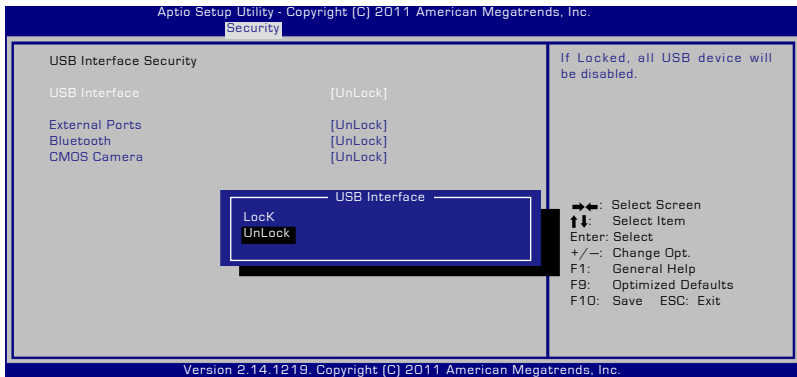 Aptio Setup Utility - Copyright (C) 2011 American Megatrends, Inc.
Security
USB Interface Security
USB Interface [UnLock]
External Ports [UnLock]
Bluetooth [UnLock]
CMOS Camera [UnLock]
USB Interface
LocK
UnLock
If Locked, all USB device will
be disabled.
→←: Select Screen
↑↓: Select Item
Enter: Select
+/—: Change Opt.
F1: General Help
F9: Optimized Defaults
F10: Save ESC: Exit
Version 2.14.1219. Copyright (C) 2011 American Megatrends, Inc.